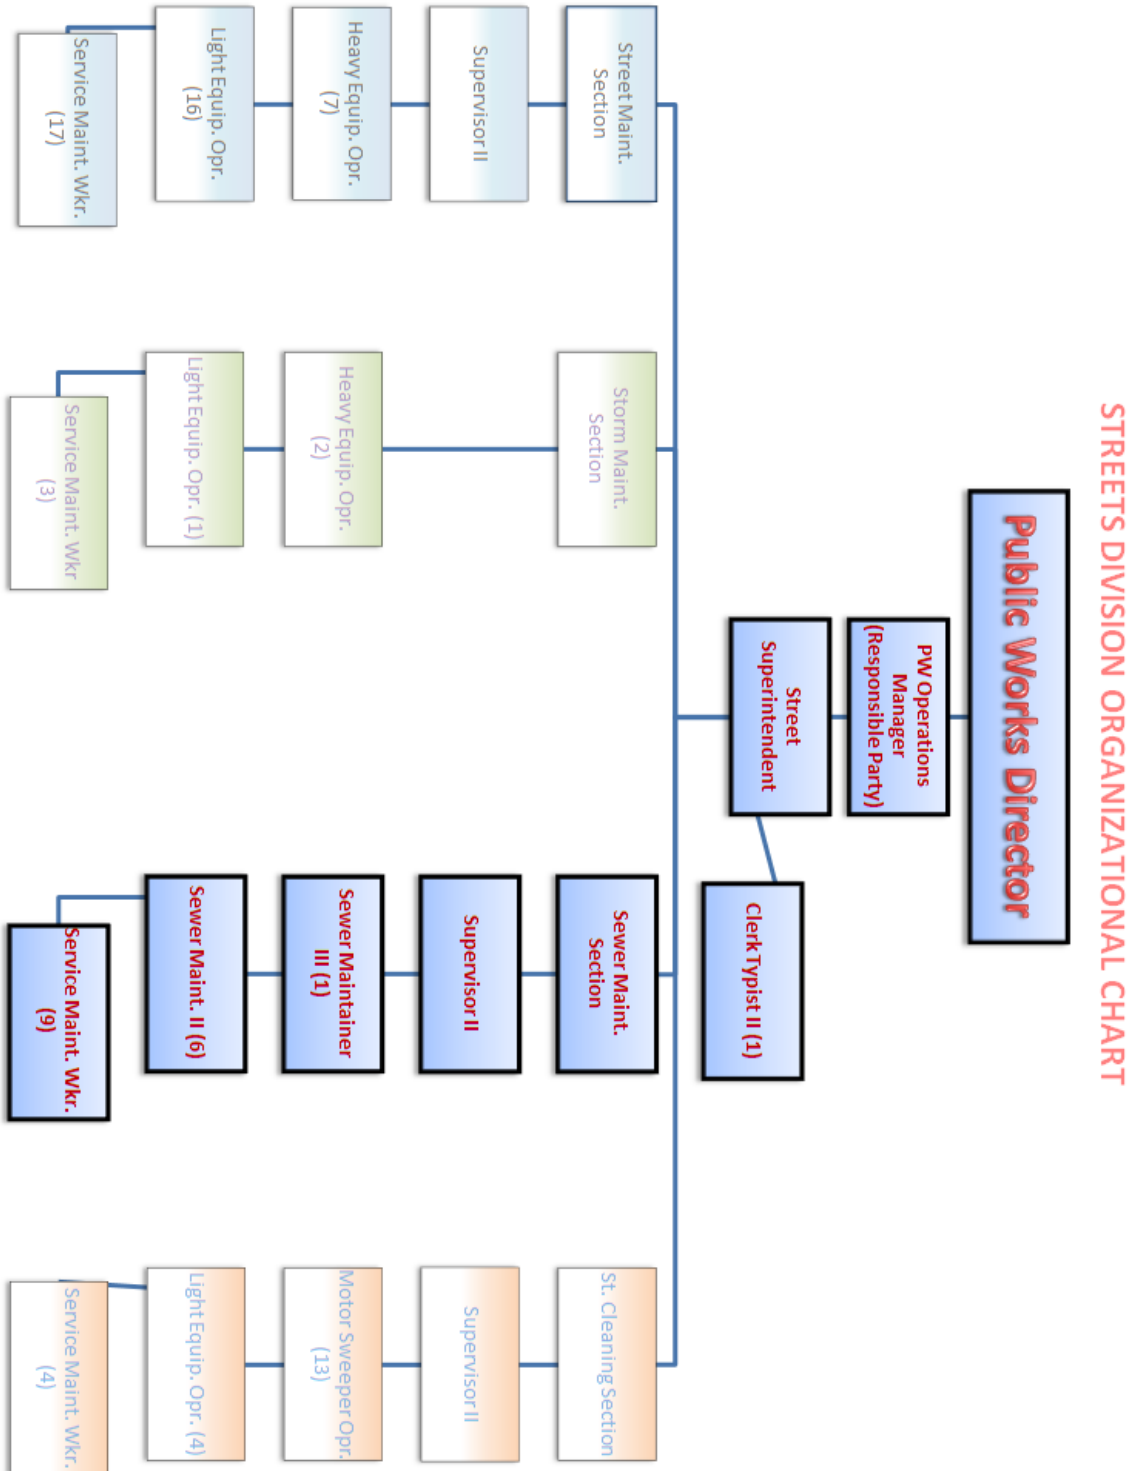 STREETS DIVISION ORGANIZATIONAL CHART
Public Works Director
PW Operations
Manager
(Responsible Party)
Street
Superintendent
Clerk Typist II (1)
Street Maint.
Section
Supervisor II
Heavy Equip. Opr.
(7)
Light Equip. Opr.
(16)
Service Maint. Wkr.
(17)
Storm Maint.
Section
Heavy Equip. Opr.
(2)
Light Equip. Opr. (1)
Service Maint. Wkr
(3)
Sewer Maint.
Section
Supervisor II
Sewer Maintainer
III (1)
Sewer Maint. II (6)
Service Maint. Wkr.
(9)
St. Cleaning Section
Supervisor II
Motor Sweeper Opr.
(13)
Light Equip. Opr. (4)
Service Maint. Wkr.
(4)